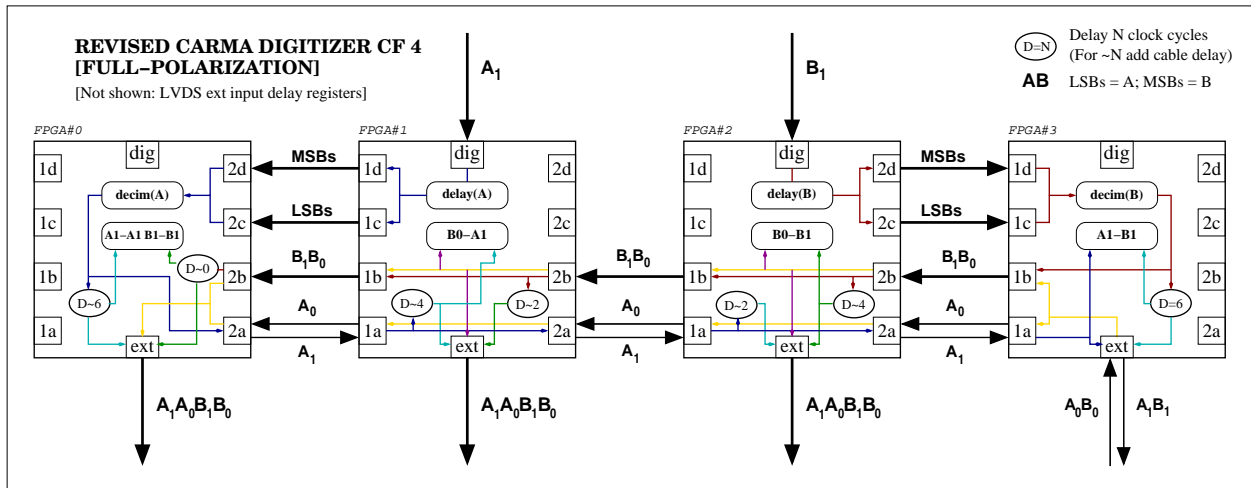 REVISED CARMA DIGITIZER CF 4
[FULL−POLARIZATION]
[Not shown: LVDS ext input delay registers]
A1
B1
D=N
Delay N clock cycles
(For ~N add cable delay)
AB
LSBs = A; MSBs = B
FPGA#0
1d
dig
2d
decim(A)
1c
2c
A1−A1 B1−B1
D~0
1b
2b
D~6
1a
2a
ext
MSBs
LSBs
B1B0
A0
A1
A1A0B1B0
FPGA#1
1d
dig
2d
delay(A)
1c
2c
B0−A1
1b
2b
D~4
D~2
1a
2a
ext
B1B0
A0
A1
A1A0B1B0
FPGA#2
1d
dig
2d
delay(B)
1c
2c
B0−B1
1b
2b
D~2
D~4
1a
2a
ext
MSBs
LSBs
B1B0
A0
A1
A1A0B1B0
FPGA#3
1d
dig
2d
decim(B)
1c
2c
A1−B1
1b
2b
D=6
1a
2a
ext
A0B0
A1B1